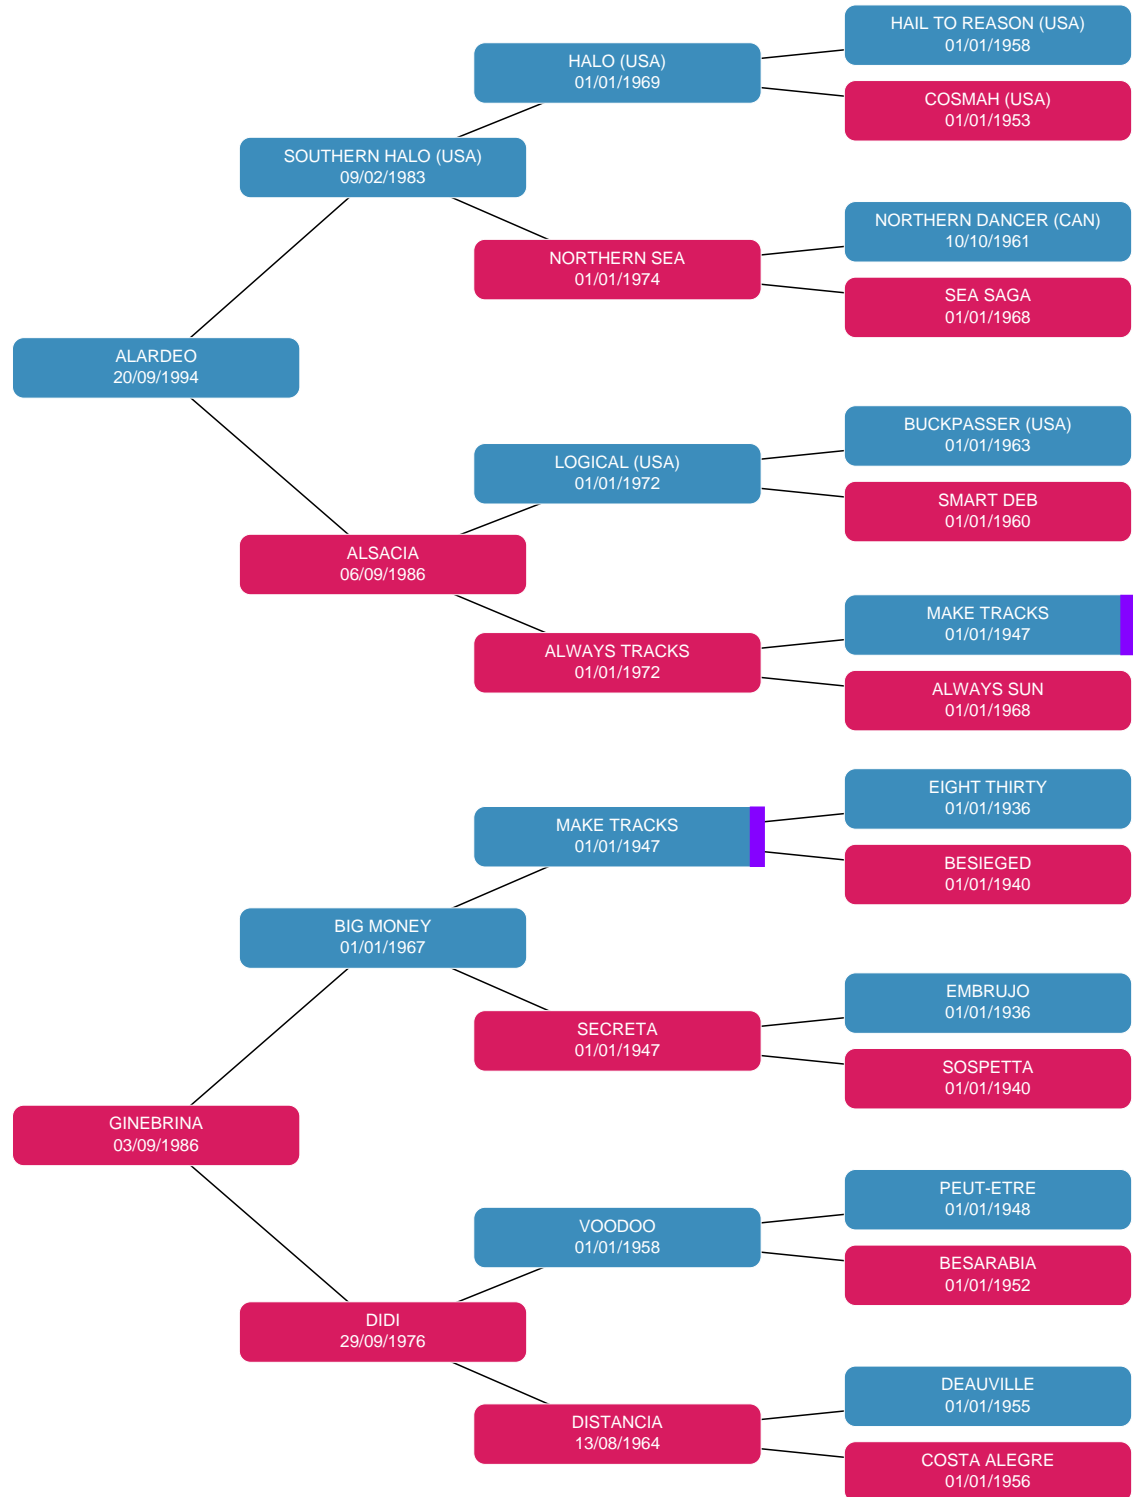 HAIL TO REASON (USA)
01/01/1958
HALO (USA)
01/01/1969
COSMAH (USA)
01/01/1953
SOUTHERN HALO (USA)
09/02/1983
NORTHERN DANCER (CAN)
10/10/1961
NORTHERN SEA
01/01/1974
SEA SAGA
01/01/1968
ALARDEO
20/09/1994
BUCKPASSER (USA)
01/01/1963
LOGICAL (USA)
01/01/1972
SMART DEB
01/01/1960
ALSACIA
06/09/1986
MAKE TRACKS
01/01/1947
ALWAYS TRACKS
01/01/1972
ALWAYS SUN
01/01/1968
EIGHT THIRTY
01/01/1936
MAKE TRACKS
01/01/1947
BESIEGED
01/01/1940
BIG MONEY
01/01/1967
EMBRUJO
01/01/1936
SECRETA
01/01/1947
SOSPETTA
01/01/1940
GINEBRINA
03/09/1986
PEUT-ETRE
01/01/1948
VOODOO
01/01/1958
BESARABIA
01/01/1952
DIDI
29/09/1976
DEAUVILLE
01/01/1955
DISTANCIA
13/08/1964
COSTA ALEGRE
01/01/1956